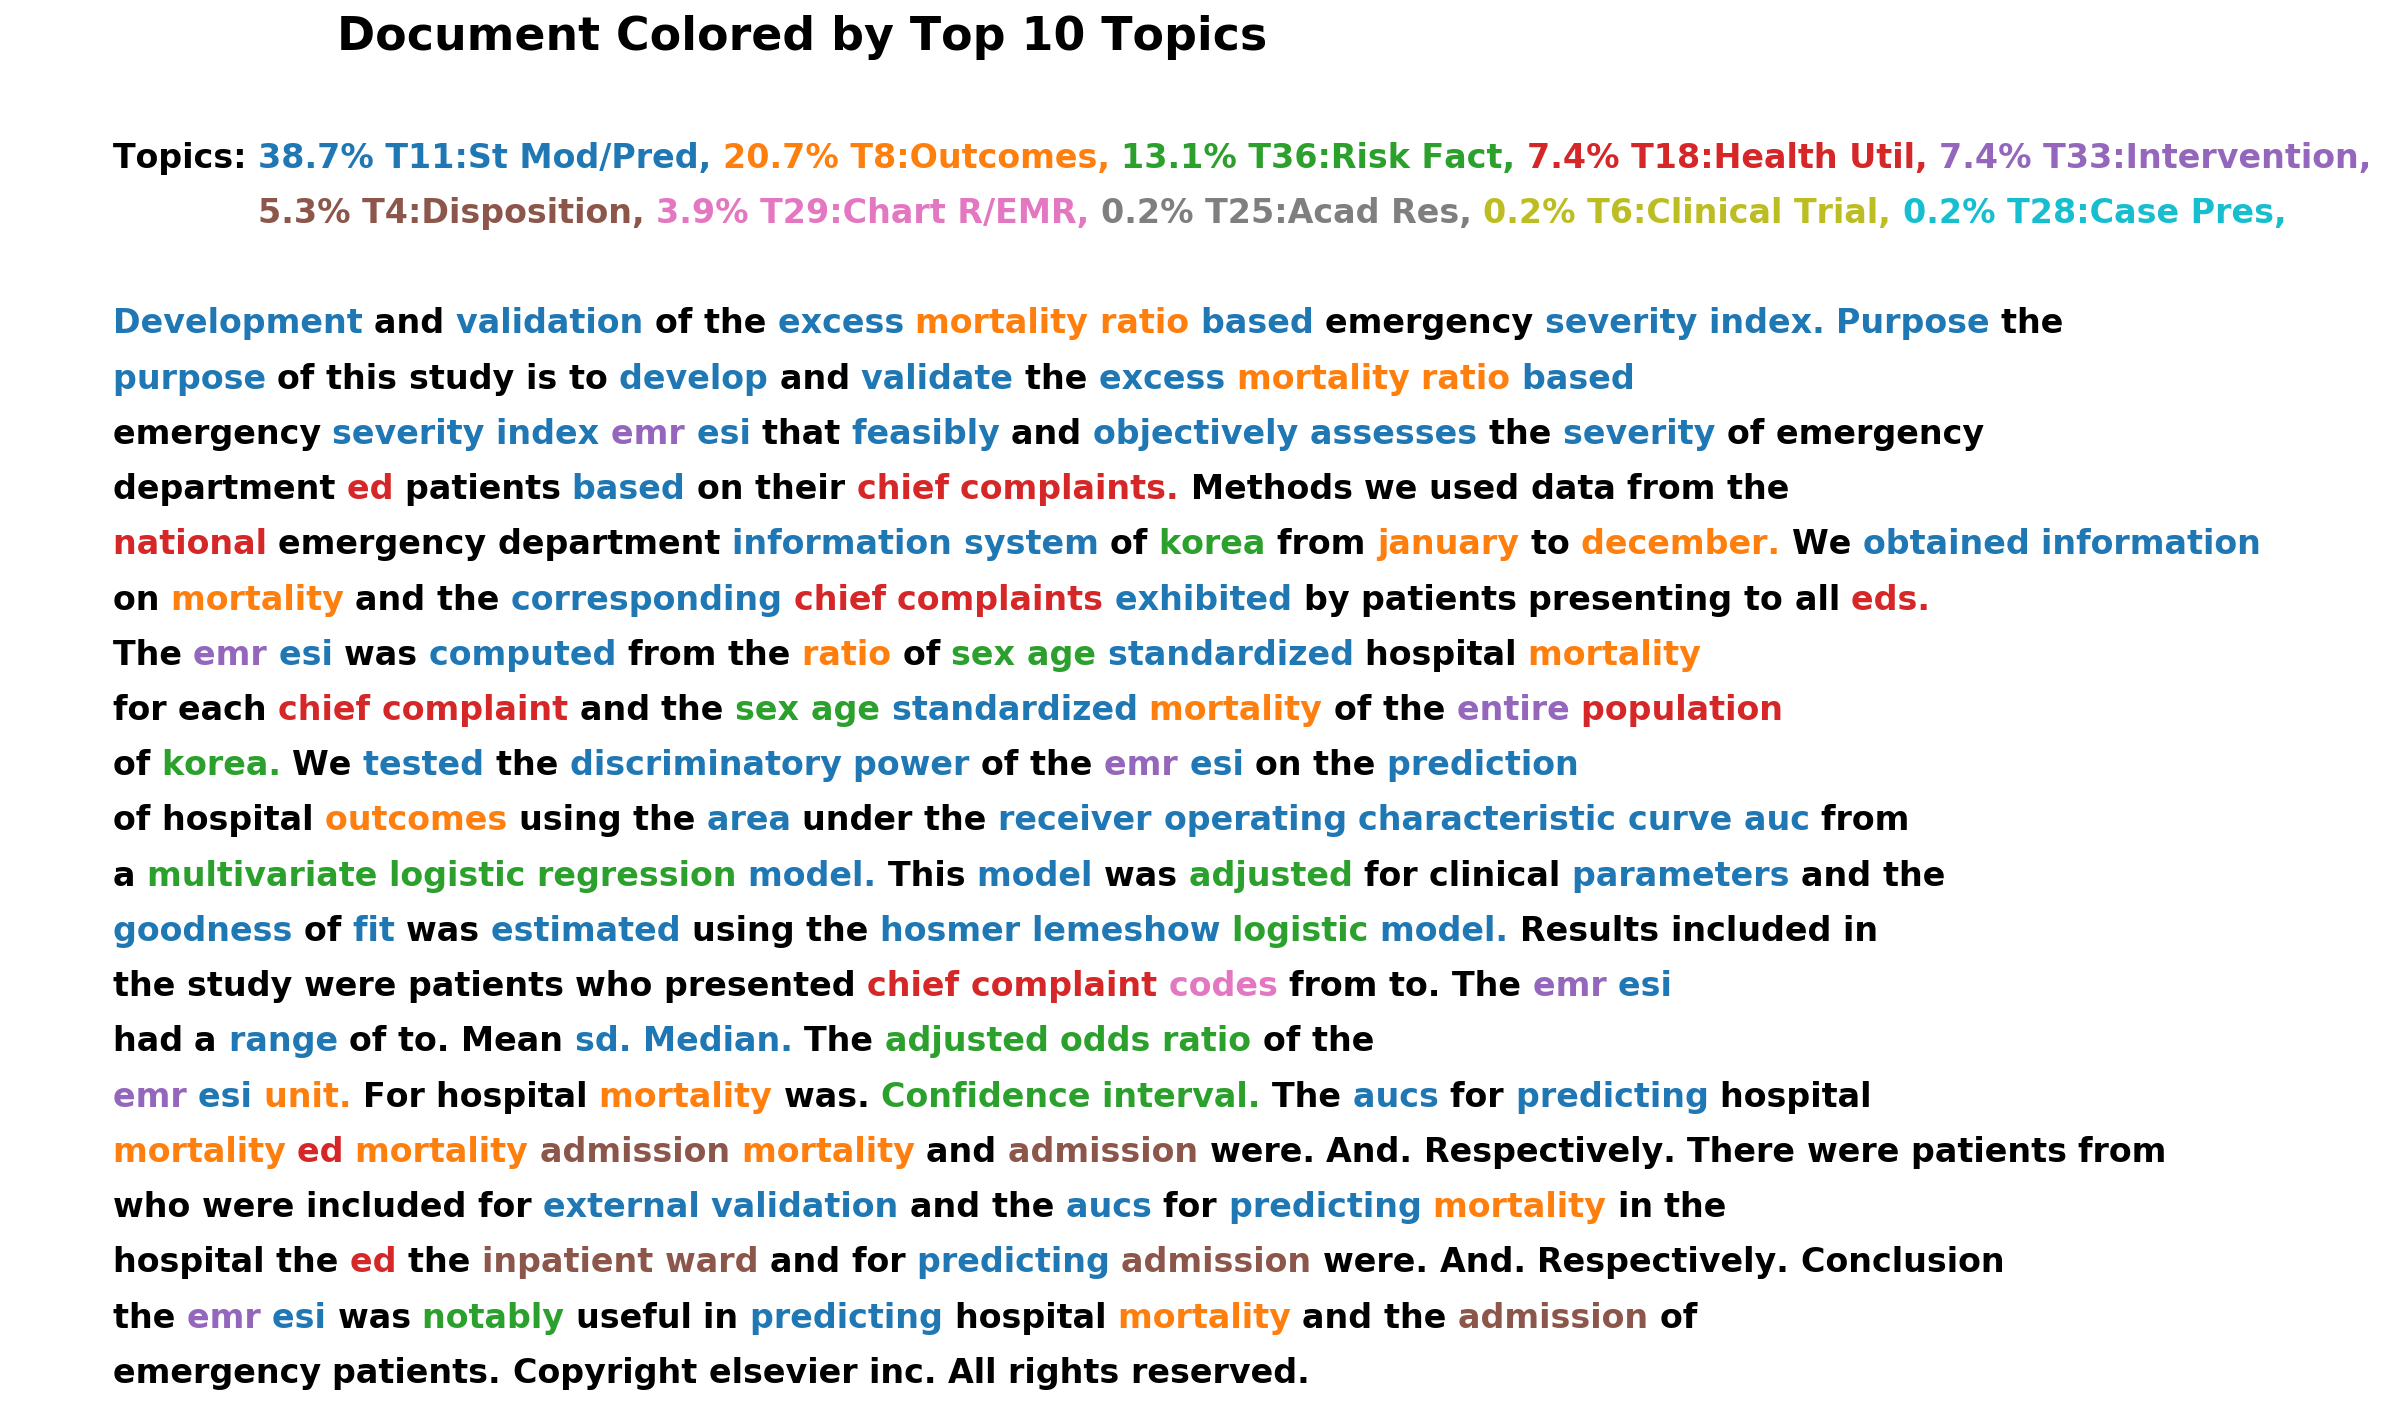 Document Colored by Top 10 Topics
Topics: 38.7% T11:St Mod/Pred, 20.7% T8:Outcomes, 13.1% T36:Risk Fact, 7.4% T18:Health Util, 7.4% T33:Intervention,
5.3% T4:Disposition, 3.9% T29:Chart R/EMR, 0.2% T25:Acad Res, 0.2% T6:Clinical Trial, 0.2% T28:Case Pres,
Development and validation of the excess mortality ratio based emergency severity index. Purpose the
purpose of this study is to develop and validate the excess mortality ratio based
emergency severity index emr esi that feasibly and objectively assesses the severity of emergency
department ed patients based on their chief complaints. Methods we used data from the
national emergency department information system of korea from january to december. We obtained information
on mortality and the corresponding chief complaints exhibited by patients presenting to all eds.
The emr esi was computed from the ratio of sex age standardized hospital mortality
for each chief complaint and the sex age standardized mortality of the entire population
of korea. We tested the discriminatory power of the emr esi on the prediction
of hospital outcomes using the area under the receiver operating characteristic curve auc from
a multivariate logistic regression model. This model was adjusted for clinical parameters and the
goodness of fit was estimated using the hosmer lemeshow logistic model. Results included in
the study were patients who presented chief complaint codes from to. The emr esi
had a range of to. Mean sd. Median. The adjusted odds ratio of the
emr esi unit. For hospital mortality was. Confidence interval. The aucs for predicting hospital
mortality ed mortality admission mortality and admission were. And. Respectively. There were patients from
who were included for external validation and the aucs for predicting mortality in the
hospital the ed the inpatient ward and for predicting admission were. And. Respectively. Conclusion
the emr esi was notably useful in predicting hospital mortality and the admission of
emergency patients. Copyright elsevier inc. All rights reserved.